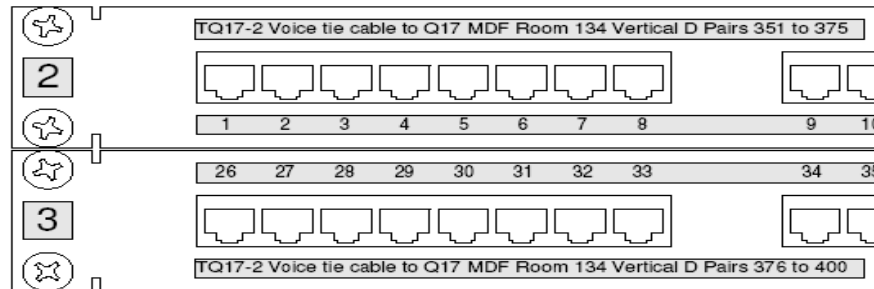 TQ17-2 Voice tie cable to Q17 MDF Room 134 Vertical D Pairs 351 to 375
2
1 2 3 4 5 6 7 8 9 10
26 27 28 29 30 31 32 33 34 35
3
TQ17-2 Voice tie cable to Q17 MDF Room 134 Vertical D Pairs 376 to 400